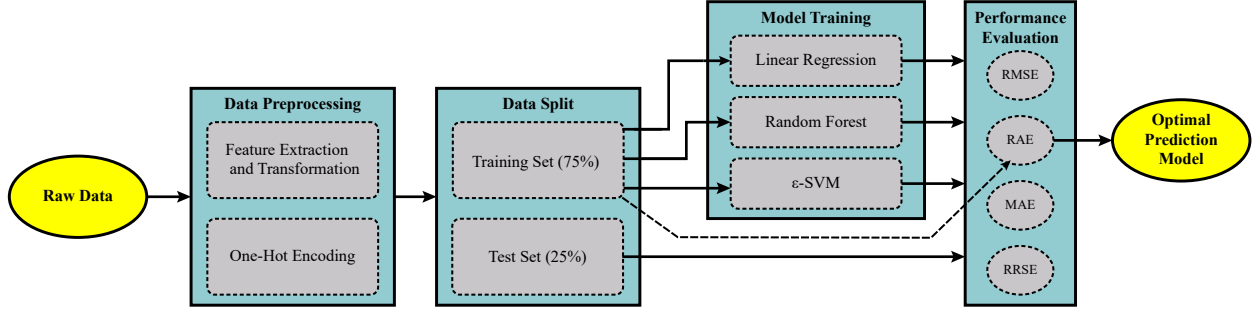 Raw Data
Data Preprocessing
Feature Extraction
and Transformation
One-Hot Encoding
Data Split
Training Set (75%)
Test Set (25%)
Model Training
Linear Regression
Random Forest
ε-SVM
Performance
Evaluation
RMSE
RAE
MAE
RRSE
Optimal
Prediction
Model